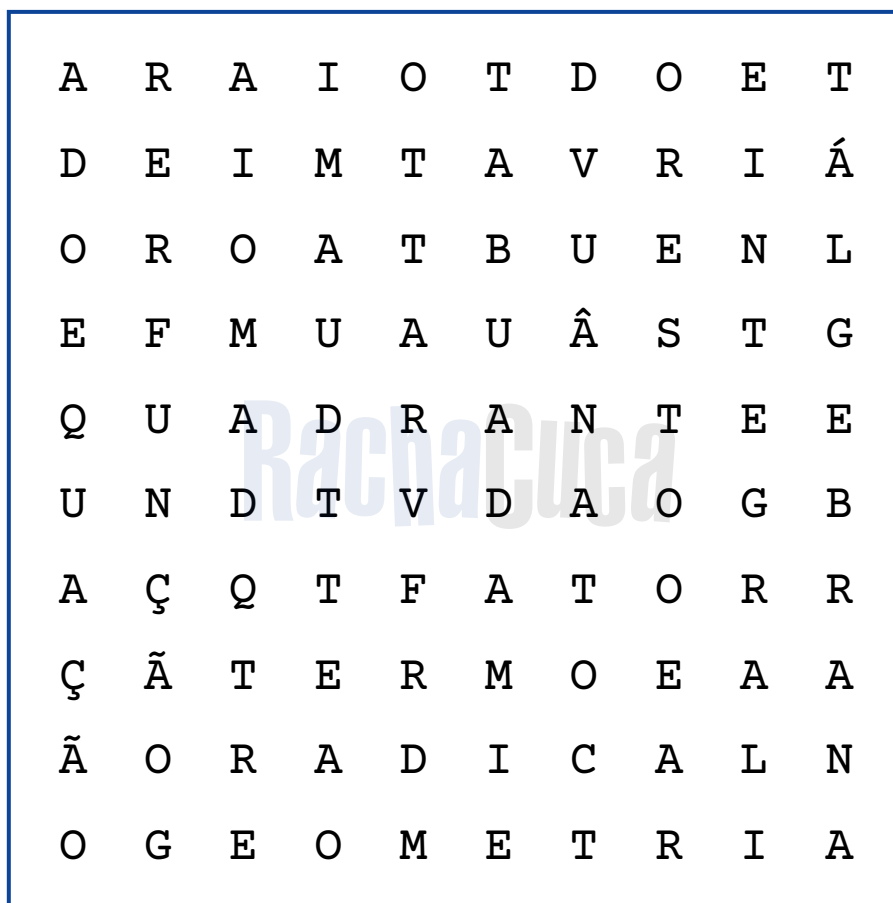 A R A I O T D O E T
D E I M T A V R I Á
O R O A T B U E N L
E F M U A U Â S T G
Q U A D R A N T E E
U N D T V D A O G B
A Ç Q T F A T O R R
Ç Ã T E R M O E A A
Ã O R A D I C A L N
O G E O M E T R I A
RachaCuca